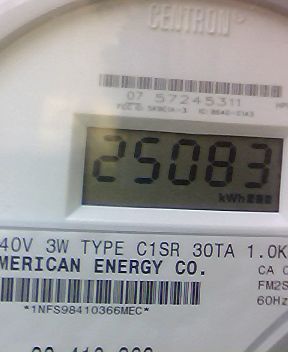 CENTRON
07 57245311
25083
kWh
40V 3W TYPE C1SR 30TA 1.0K
MERICAN ENERGY CO.
CA
FM2S
60Hz
*1NFS98410366MEC*